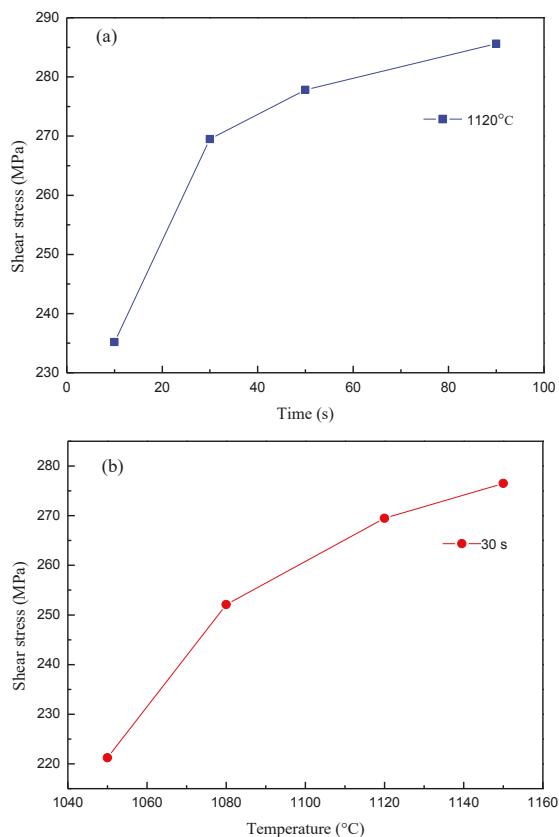 (a)
290
280
270
260
250
240
230
Shear stress (MPa)
1120°C
0 20 40 60 80 100
Time (s)
(b)
280
270
260
250
240
230
220
Shear stress (MPa)
30 s
1040 1060 1080 1100 1120 1140 1160
Temperature (°C)